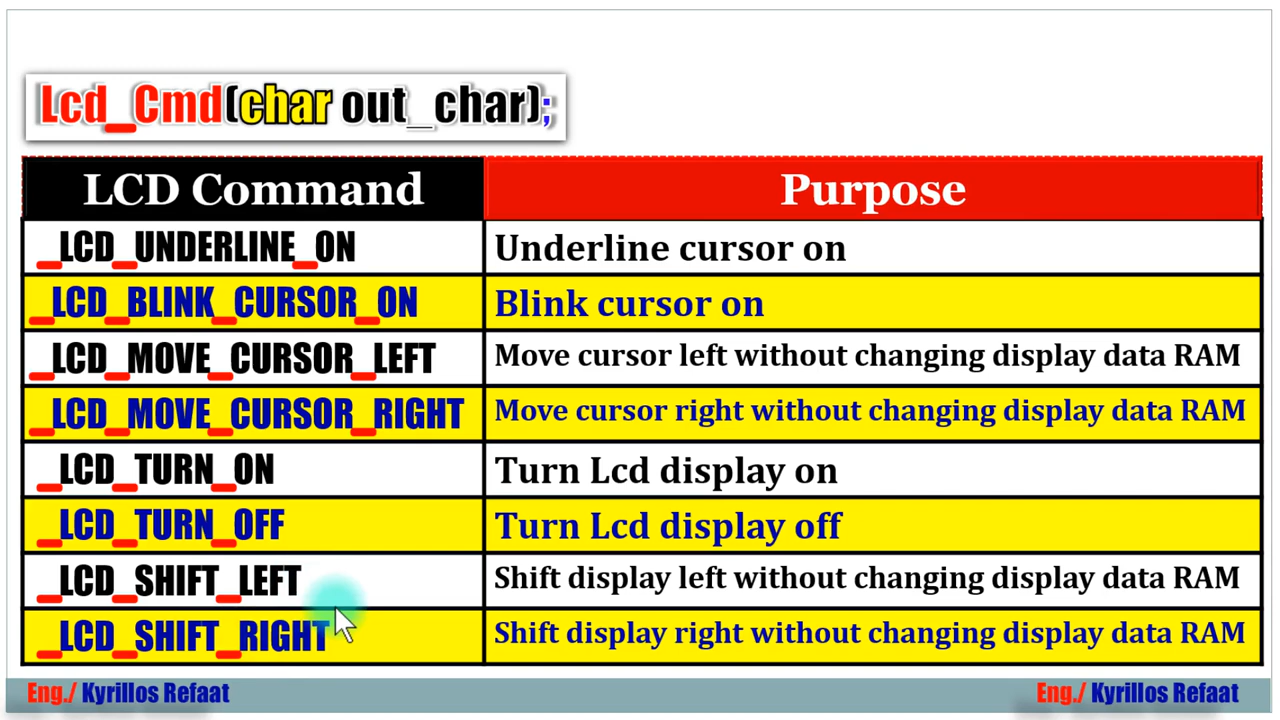 Lcd_Cmd(char out_char);
LCD Command Purpose
_LCD_UNDERLINE_ON Underline cursor on
_LCD_BLINK_CURSOR_ON Blink cursor on
_LCD_MOVE_CURSOR_LEFT Move cursor left without changing display data RAM
_LCD_MOVE_CURSOR_RIGHT Move cursor right without changing display data RAM
_LCD_TURN_ON Turn Lcd display on
_LCD_TURN_OFF Turn Lcd display off
_LCD_SHIFT_LEFT Shift display left without changing display data RAM
_LCD_SHIFT_RIGHT Shift display right without changing display data RAM
Eng./ Kyrillos Refaat Eng./ Kyrillos Refaat